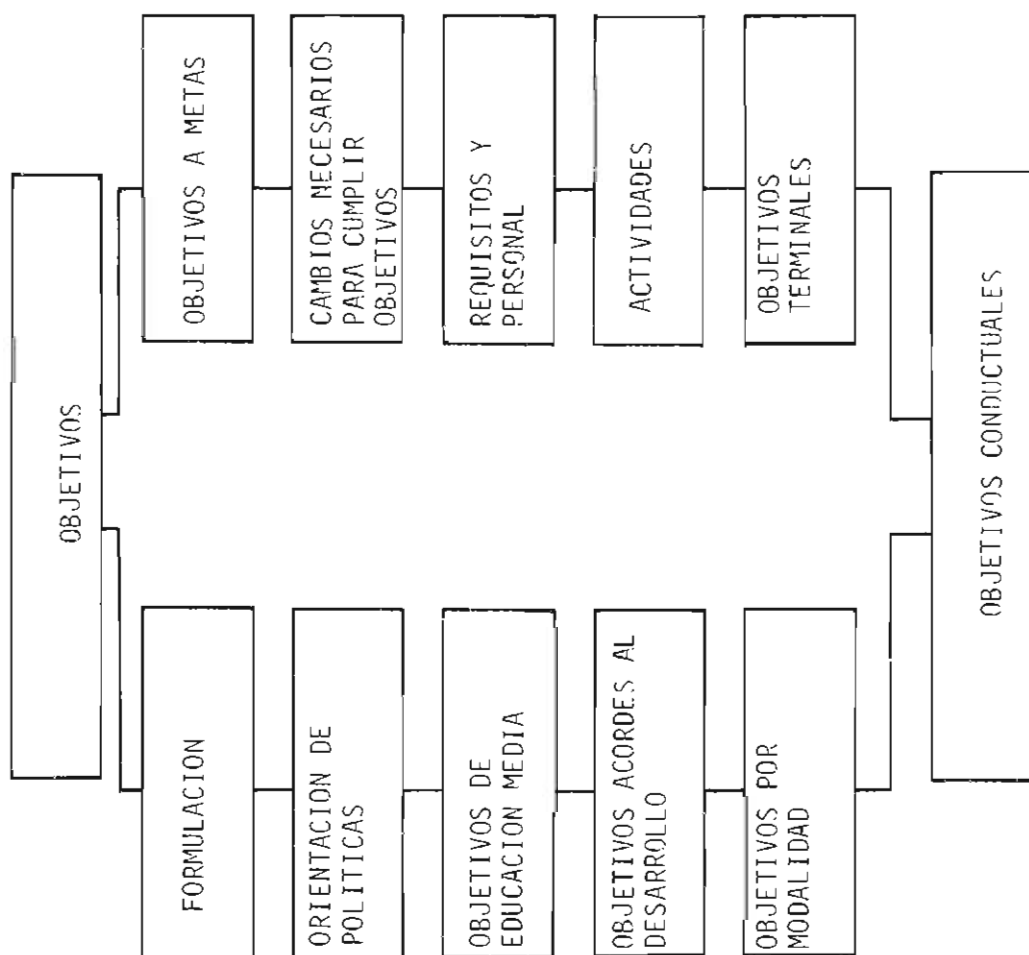 OBJETIVOS
FORMULACION
ORIENTACION DE
POLITICAS
OBJETIVOS DE
EDUCACION MEDIA
OBJETIVOS ACORDES AL
DESARROLLO
OBJETIVOS POR
MODALIDAD
OBJETIVOS A METAS
CAMBIOS NECESARIOS
PARA CUMPLIR
OBJETIVOS
REQUISITOS Y
PERSONAL
ACTIVIDADES
OBJETIVOS
TERMINALES
OBJETIVOS CONDUCTUALES